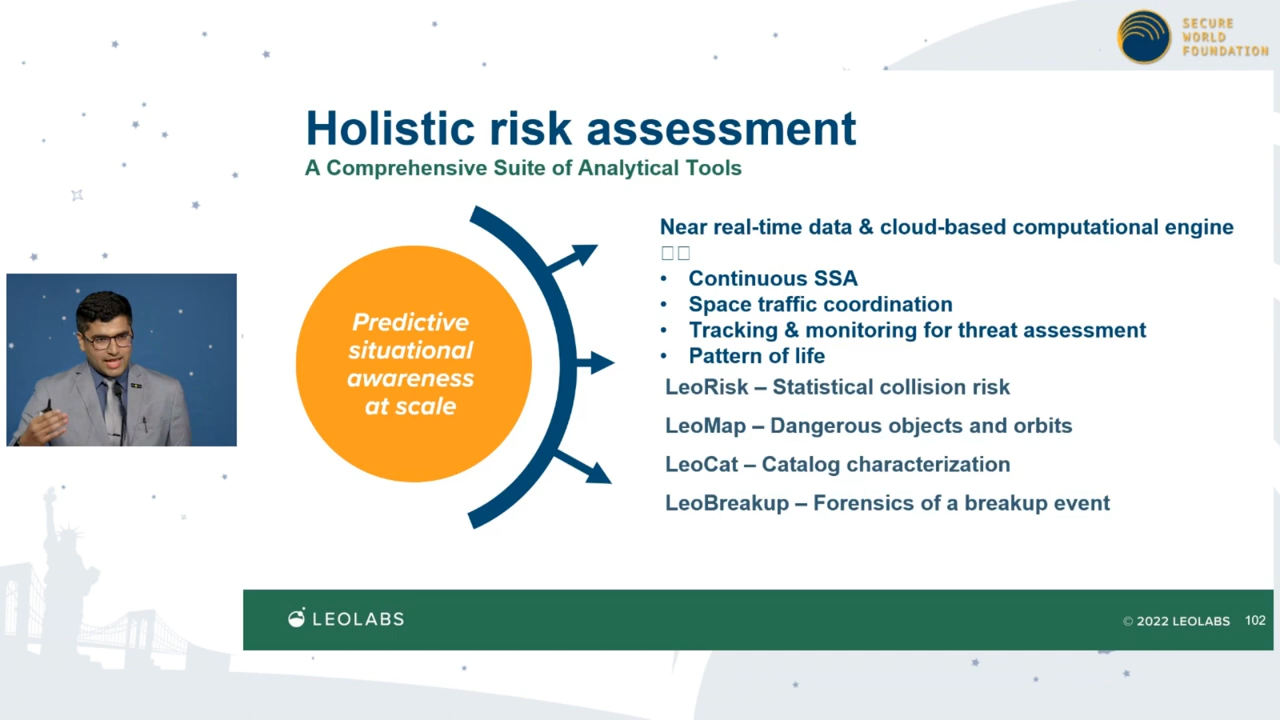 SECURE
WORLD
FOUNDATION
Holistic risk assessment
A Comprehensive Suite of Analytical Tools
Predictive
situational
awareness
at scale
Near real-time data & cloud-based computational engine
• Continuous SSA
• Space traffic coordination
• Tracking & monitoring for threat assessment
• Pattern of life
LeoRisk – Statistical collision risk
LeoMap – Dangerous objects and orbits
LeoCat – Catalog characterization
LeoBreakup – Forensics of a breakup event
LEOLABS
© 2022 LEOLABS 102